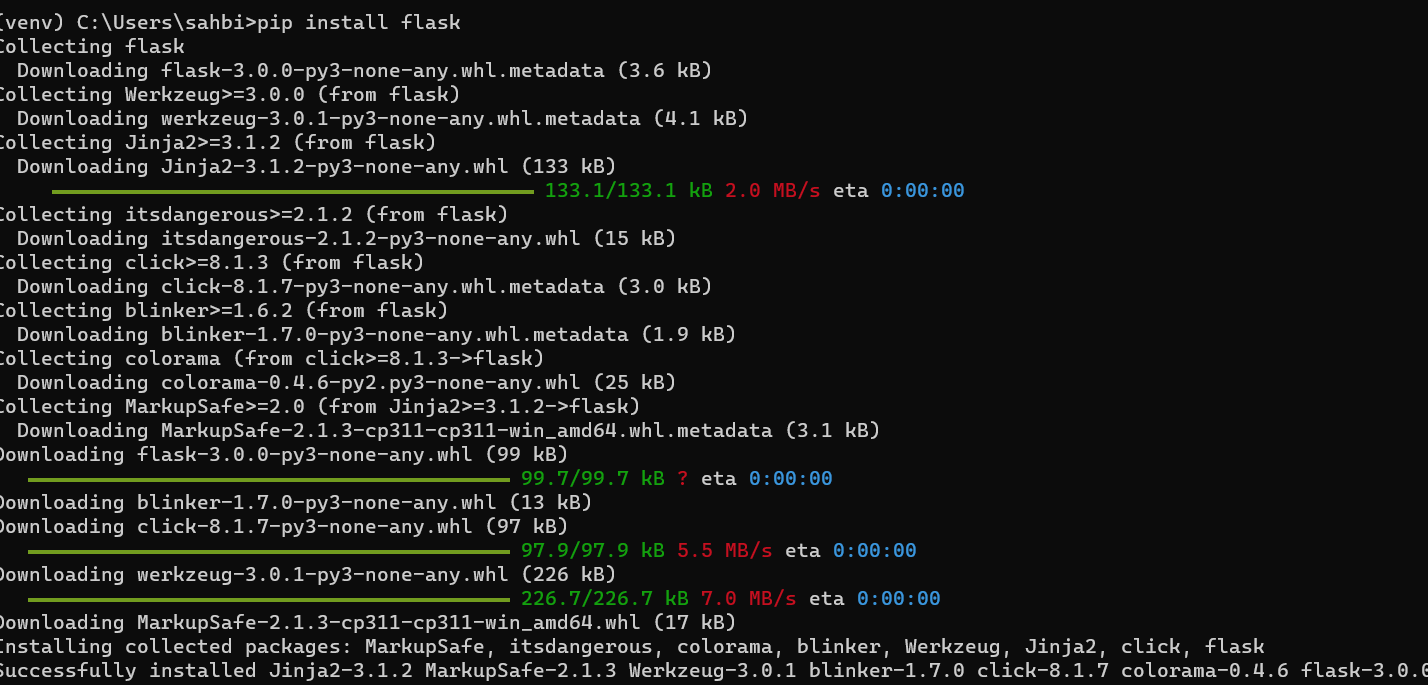 (venv) C:\Users\sahbi>pip install flask
Collecting flask
Downloading flask-3.0.0-py3-none-any.whl.metadata (3.6 kB)
Collecting Werkzeug>=3.0.0 (from flask)
Downloading werkzeug-3.0.1-py3-none-any.whl.metadata (4.1 kB)
Collecting Jinja2>=3.1.2 (from flask)
Downloading Jinja2-3.1.2-py3-none-any.whl (133 kB)
133.1/133.1 kB 2.0 MB/s eta 0:00:00
Collecting itsdangerous>=2.1.2 (from flask)
Downloading itsdangerous-2.1.2-py3-none-any.whl (15 kB)
Collecting click>=8.1.3 (from flask)
Downloading click-8.1.7-py3-none-any.whl.metadata (3.0 kB)
Collecting blinker>=1.6.2 (from flask)
Downloading blinker-1.7.0-py3-none-any.whl.metadata (1.9 kB)
Collecting colorama (from click>=8.1.3->flask)
Downloading colorama-0.4.6-py2.py3-none-any.whl (25 kB)
Collecting MarkupSafe>=2.0 (from Jinja2>=3.1.2->flask)
Downloading MarkupSafe-2.1.3-cp311-cp311-win_amd64.whl.metadata (3.1 kB)
Downloading flask-3.0.0-py3-none-any.whl (99 kB)
99.7/99.7 kB ? eta 0:00:00
Downloading blinker-1.7.0-py3-none-any.whl (13 kB)
Downloading click-8.1.7-py3-none-any.whl (97 kB)
97.9/97.9 kB 5.5 MB/s eta 0:00:00
Downloading werkzeug-3.0.1-py3-none-any.whl (226 kB)
226.7/226.7 kB 7.0 MB/s eta 0:00:00
Downloading MarkupSafe-2.1.3-cp311-cp311-win_amd64.whl (17 kB)
Installing collected packages: MarkupSafe, itsdangerous, colorama, blinker, Werkzeug, Jinja2, click, flask
Successfully installed Jinja2-3.1.2 MarkupSafe-2.1.3 Werkzeug-3.0.1 blinker-1.7.0 click-8.1.7 colorama-0.4.6 flask-3.0.0